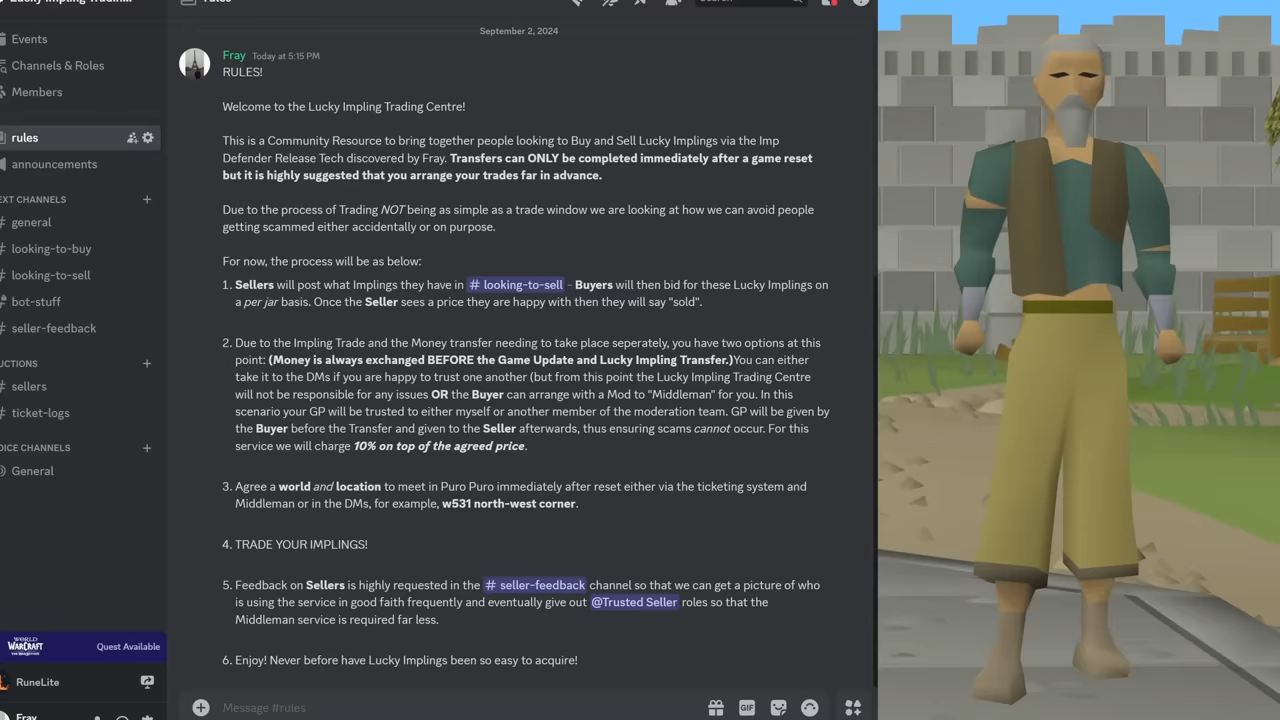 Lucky Impling Tradin...
rules
Search
Events
Channels & Roles
Members
rules
announcements
EXT CHANNELS
general
looking-to-buy
looking-to-sell
bot-stuff
seller-feedback
UCTIONS
sellers
ticket-logs
OICE CHANNELS
General
WORLD
WARCRAFT
Quest Available
RuneLite
Fray
September 2, 2024
Fray Today at 5:15 PM
RULES!
Welcome to the Lucky Impling Trading Centre!
This is a Community Resource to bring together people looking to Buy and Sell Lucky Implings via the Imp
Defender Release Tech discovered by Fray. Transfers can ONLY be completed immediately after a game reset
but it is highly suggested that you arrange your trades far in advance.
Due to the process of Trading NOT being as simple as a trade window we are looking at how we can avoid people
getting scammed either accidentally or on purpose.
For now, the process will be as below:
1. Sellers will post what Implings they have in # looking-to-sell - Buyers will then bid for these Lucky Implings on
a per jar basis. Once the Seller sees a price they are happy with then they will say "sold".
2. Due to the Impling Trade and the Money transfer needing to take place seperately, you have two options at this
point: (Money is always exchanged BEFORE the Game Update and Lucky Impling Transfer.)You can either
take it to the DMs if you are happy to trust one another (but from this point the Lucky Impling Trading Centre
will not be responsible for any issues OR the Buyer can arrange with a Mod to "Middleman" for you. In this
scenario your GP will be trusted to either myself or another member of the moderation team. GP will be given by
the Buyer before the Transfer and given to the Seller afterwards, thus ensuring scams cannot occur. For this
service we will charge 10% on top of the agreed price.
3. Agree a world and location to meet in Puro Puro immediately after reset either via the ticketing system and
Middleman or in the DMs, for example, w531 north-west corner.
4. TRADE YOUR IMPLINGS!
5. Feedback on Sellers is highly requested in the # seller-feedback channel so that we can get a picture of who
is using the service in good faith frequently and eventually give out @Trusted Seller roles so that the
Middleman service is required far less.
6. Enjoy! Never before have Lucky Implings been so easy to acquire!
Message #rules
GIF